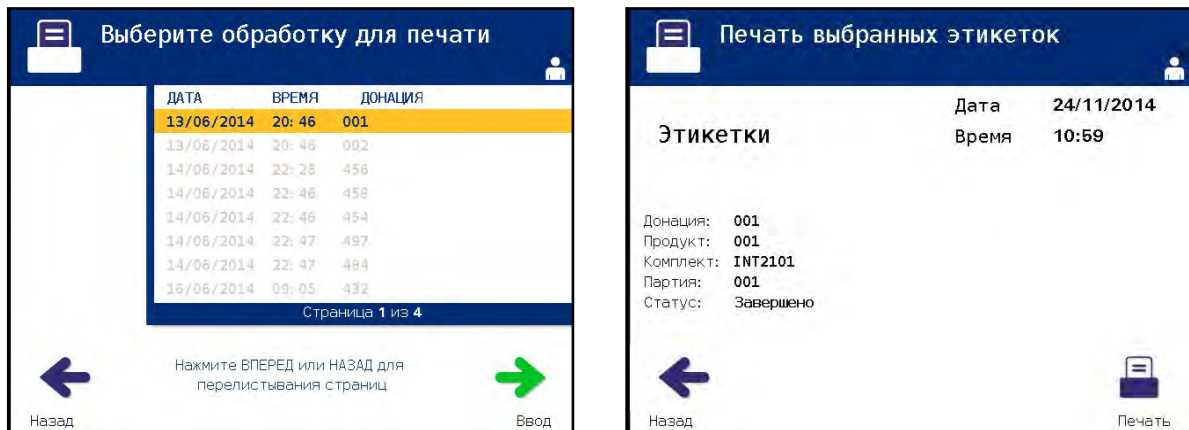 Выберите обработку для печати
ДАТА ВРЕМЯ ДОНАЦИЯ
13/06/2014 20:46 001
13/06/2014 20:46 002
14/06/2014 22:28 456
14/06/2014 22:46 458
14/06/2014 22:46 454
14/06/2014 22:47 497
14/06/2014 22:47 484
16/06/2014 09:05 432
Страница 1 из 4
Нажмите ВПЕРЕД или НАЗАД для
перелистывания страниц
Назад Ввод
Печать выбранных этикеток
Дата 24/11/2014
Этикетки
Время 10:59
Донация: 001
Продукт: 001
Комплект: INT2101
Партия: 001
Статус: Завершено
Назад Печать